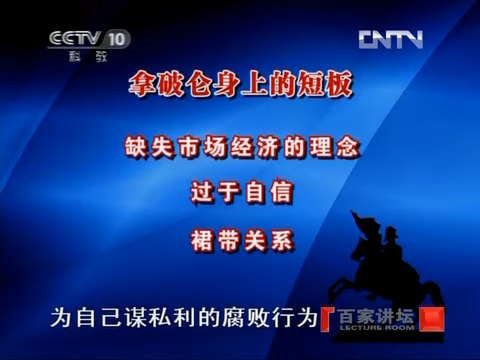 CCTV 10
科教
CNTV
拿破仑身上的短板
缺失市场经济的理念
过于自信
裙带关系
为自己谋私利的腐败行为
百家讲坛
LECTURE ROOM